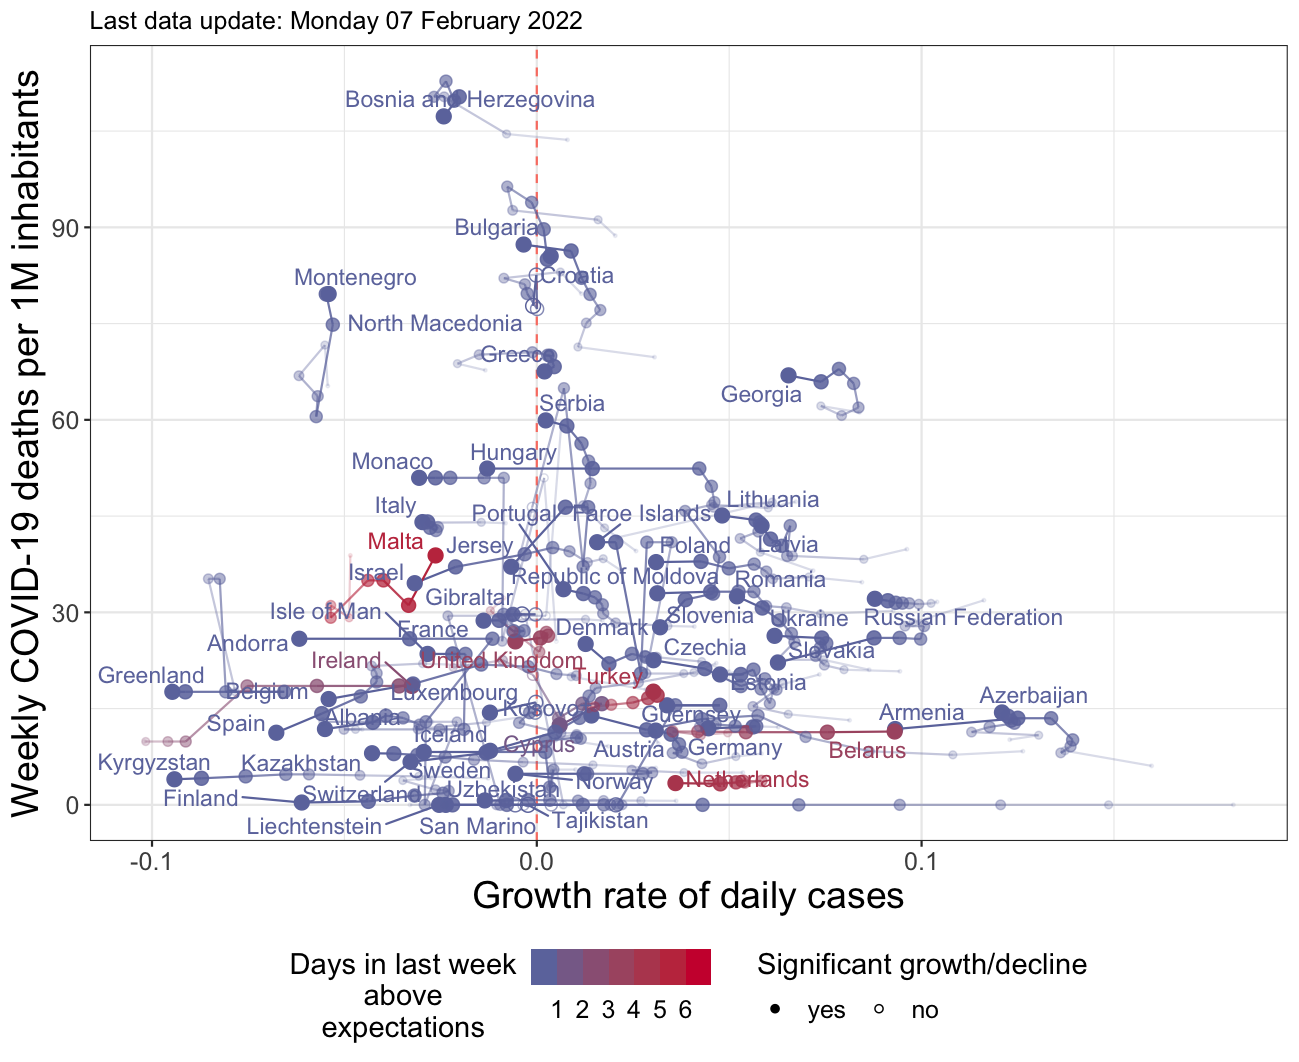 Last data update: Monday 07 February 2022
Weekly COVID-19 deaths per 1M inhabitants
90
60
30
0
Bosnia and Herzegovina
Bulgaria
Croatia
Montenegro
North Macedonia
Greece
Georgia
Serbia
Hungary
Monaco
Lithuania
Italy
Portugal
Faroe Islands
Malta
Jersey
Poland
Latvia
Israel
Republic of Moldova
Romania
Gibraltar
Isle of Man
Slovenia
Ukraine
Russian Federation
France
Denmark
Andorra
Czechia
Slovakia
Ireland
United Kingdom
Greenland
Turkey
Belgium
Luxembourg
Estonia
Azerbaijan
Kosovo
Guernsey
Armenia
Spain
Albania
Iceland
Cyprus
Austria
Germany
Belarus
Kyrgyzstan
Kazakhstan
Sweden
Norway
Netherlands
Finland
Switzerland
Uzbekistan
Liechtenstein
San Marino
Tajikistan
-0.1
0.0
0.1
Growth rate of daily cases
Days in last week
above
expectations
1 2 3 4 5 6
Significant growth/decline
yes
no